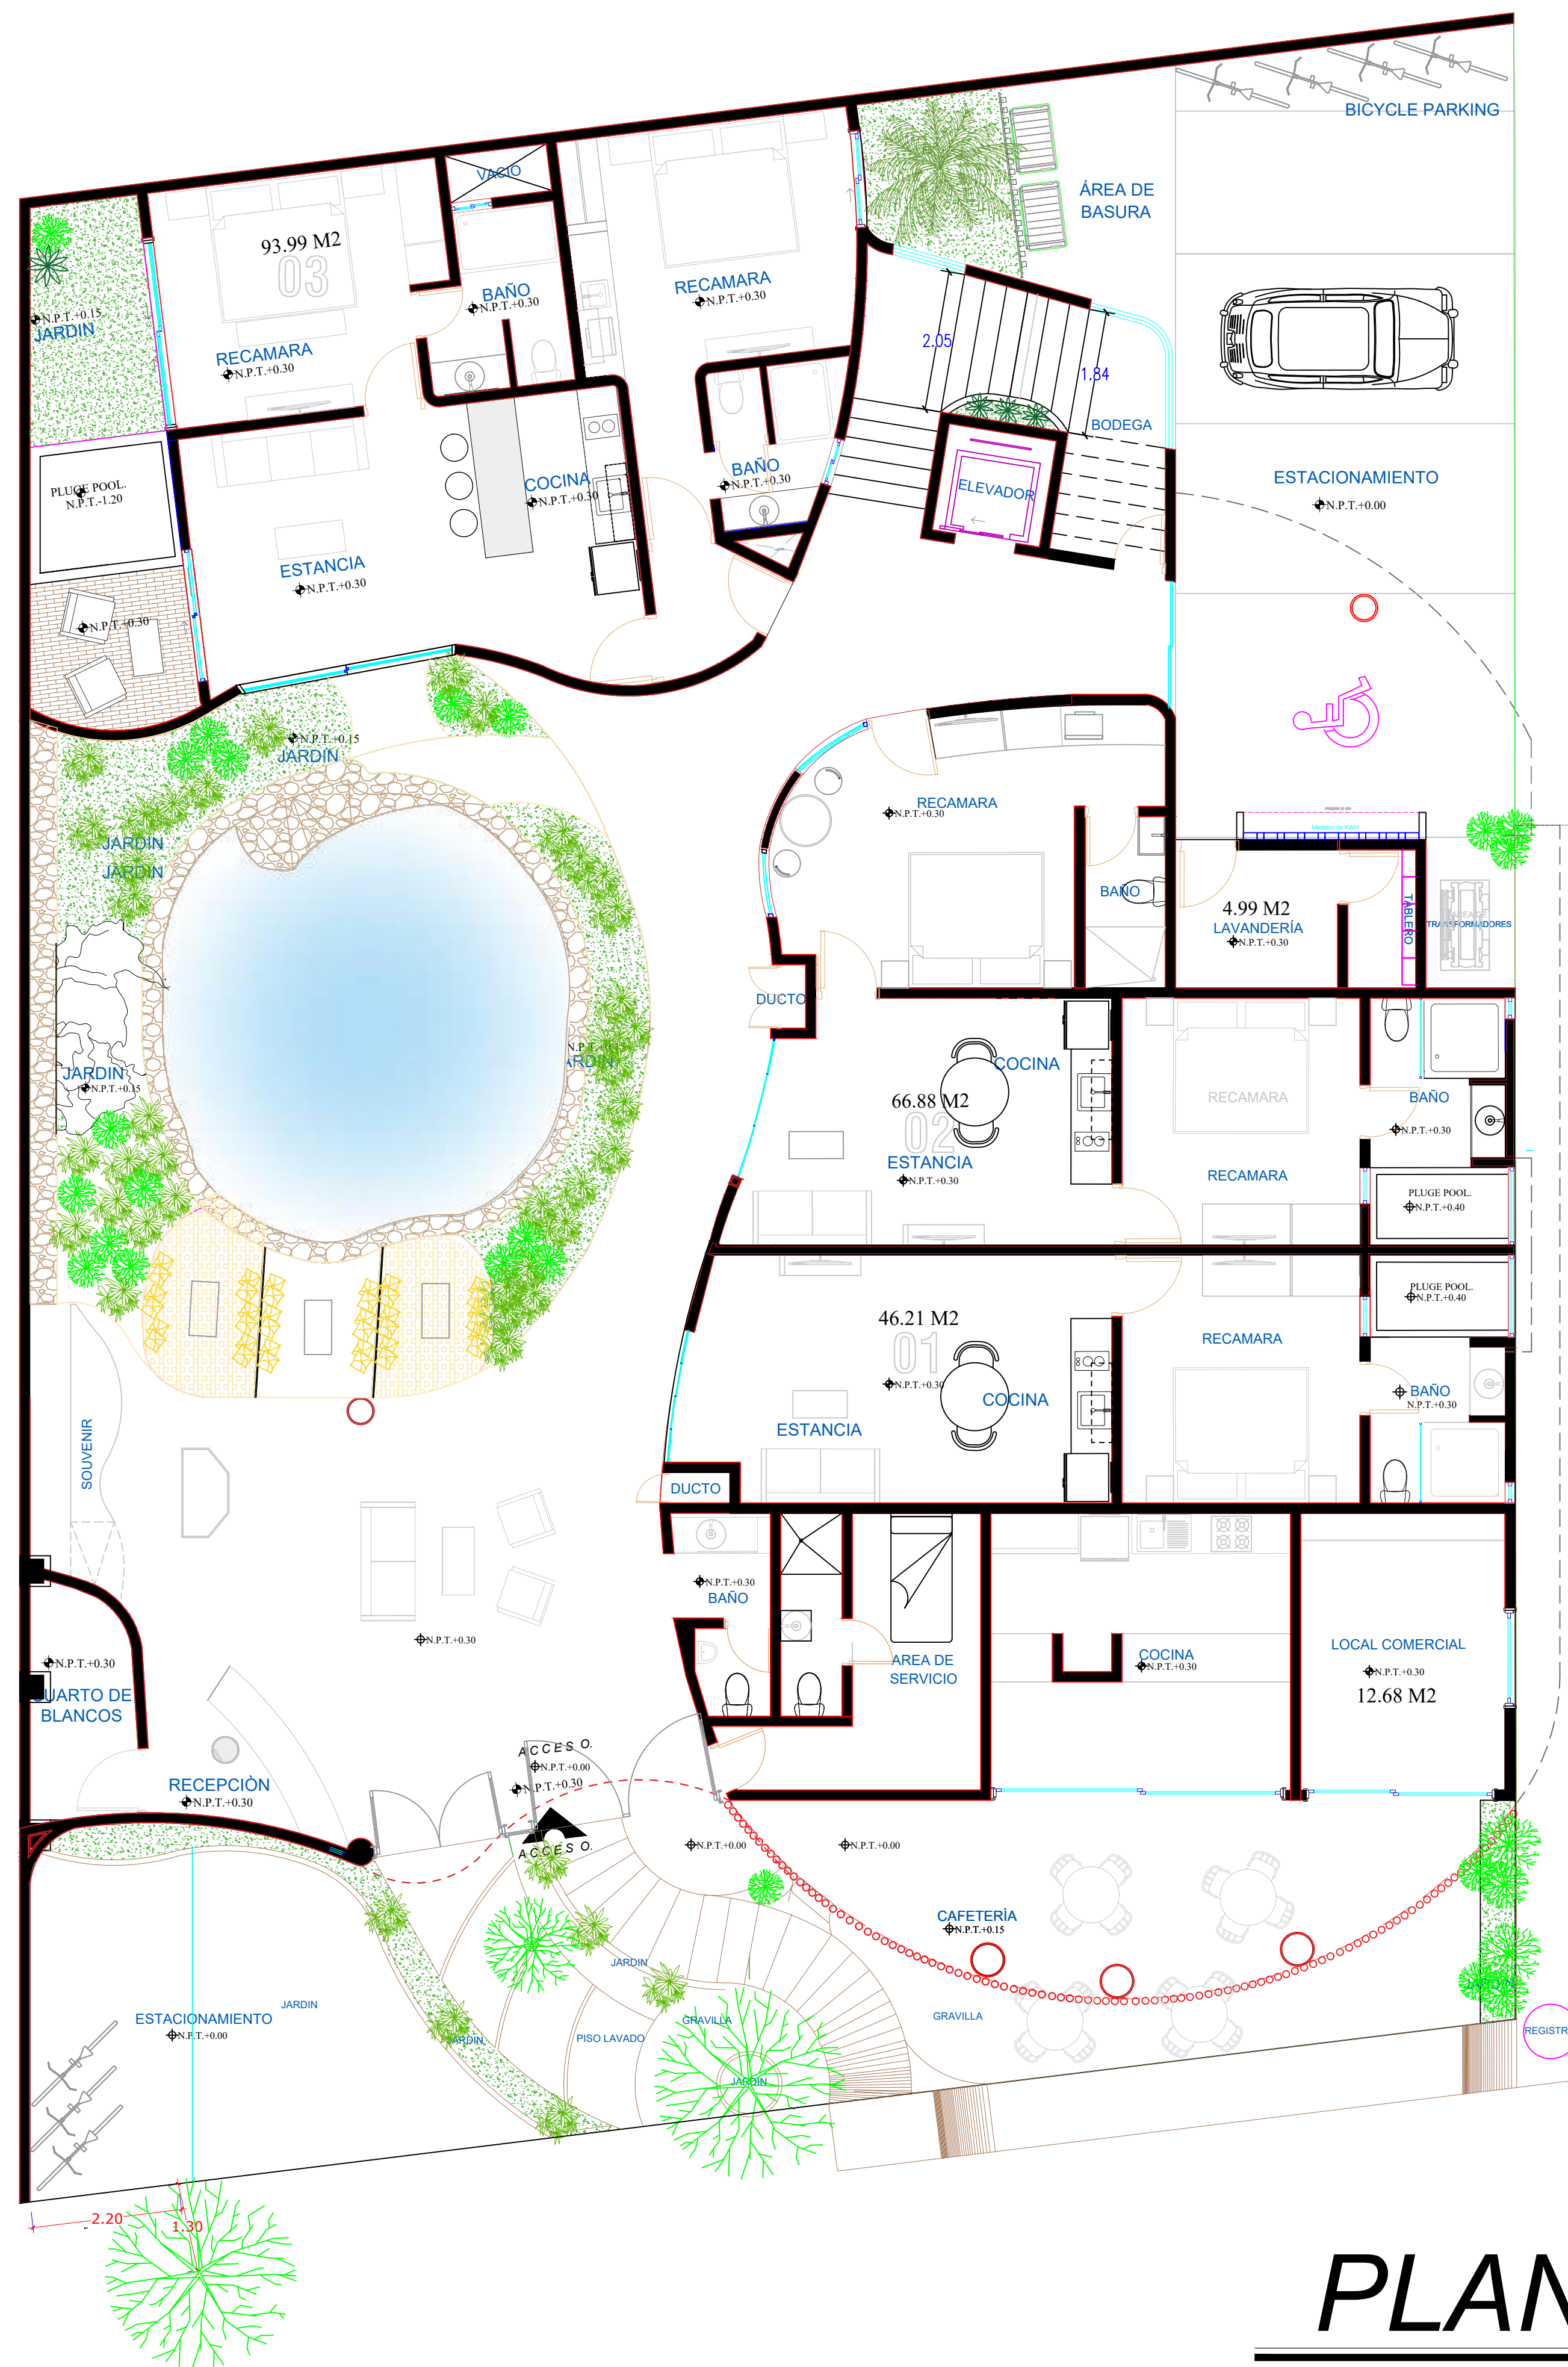 BICYCLE PARKING
VACIO
ÁREA DE
BASURA
93.99 M2
03
RECAMARA
N.P.T.+0.30
BAÑO
N.P.T.+0.30
N.P.T.+0.15
JARDIN
RECAMARA
N.P.T.+0.30
2.05
1.84
BODEGA
BAÑO
N.P.T.+0.30
COCINA
N.P.T.+0.30
PLUGE POOL.
N.P.T.-1.20
ELEVADOR
ESTACIONAMIENTO
N.P.T.+0.00
ESTANCIA
N.P.T.+0.30
N.P.T.+0.30
N.P.T.+0.15
JARDIN
RECAMARA
N.P.T.+0.30
Medidor de KWH
JARDIN
JARDIN
BAÑO
4.99 M2
LAVANDERÍA
N.P.T.+0.30
TABLERO
TRANSFORMADORES
DUCTO
COCINA
JARDIN
N.P.T.+0.15
66.88 M2
02
RECAMARA
BAÑO
N.P.T.+0.30
ESTANCIA
N.P.T.+0.30
RECAMARA
PLUGE POOL.
N.P.T.+0.40
PLUGE POOL.
N.P.T.+0.40
46.21 M2
01
RECAMARA
N.P.T.+0.30
COCINA
BAÑO
N.P.T.+0.30
ESTANCIA
SOUVENIR
DUCTO
N.P.T.+0.30
BAÑO
N.P.T.+0.30
AREA DE
SERVICIO
COCINA
N.P.T.+0.30
LOCAL COMERCIAL
N.P.T.+0.30
12.68 M2
N.P.T.+0.30
CUARTO DE
BLANCOS
ACCESO.
N.P.T.+0.00
N.P.T.+0.30
RECEPCIÒN
N.P.T.+0.30
ACCESO.
N.P.T.+0.00
N.P.T.+0.00
CAFETERÌA
N.P.T.+0.15
JARDIN
JARDIN
ESTACIONAMIENTO
N.P.T.+0.00
GRAVILLA
GRAVILLA
JARDIN
PISO LAVADO
REGISTR
JARDIN
2.20
1.30
PLAN